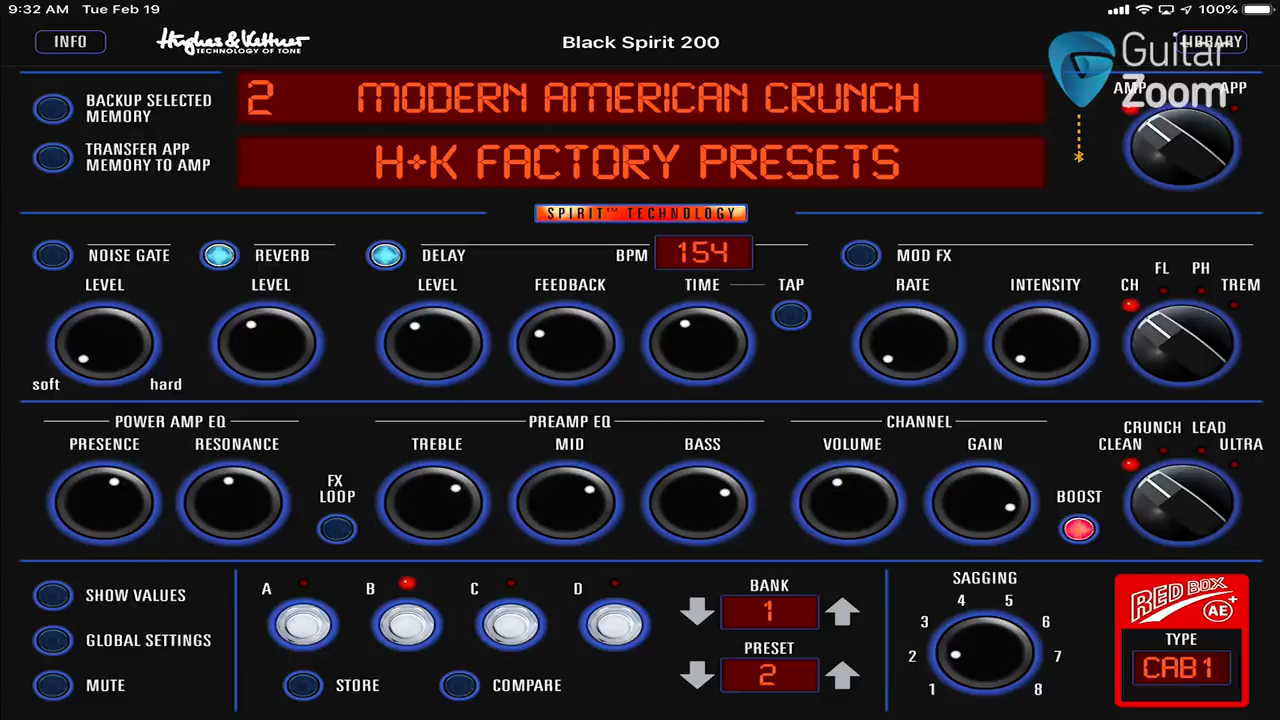 9:32 AM Tue Feb 19 100%
INFO Hughes & Kettner Black Spirit 200 LIBRARY
TECHNOLOGY OF TONE
Guitar
Zoom
BACKUP SELECTED
MEMORY
2 MODERN AMERICAN CRUNCH
AMP APP
TRANSFER APP
MEMORY TO AMP
H+K FACTORY PRESETS
SPIRIT™ TECHNOLOGY
NOISE GATE REVERB DELAY BPM 154 MOD FX
LEVEL LEVEL LEVEL FEEDBACK TIME TAP RATE INTENSITY CH FL PH TREM
soft hard
POWER AMP EQ PREAMP EQ CHANNEL
PRESENCE RESONANCE TREBLE MID BASS VOLUME GAIN CLEAN CRUNCH LEAD ULTRA
FX
LOOP
BOOST
SHOW VALUES A B C D BANK SAGGING
1
GLOBAL SETTINGS PRESET
2
MUTE STORE COMPARE
1 2 3 4 5 6 7 8
RED BOX
AE+
TYPE
CAB1